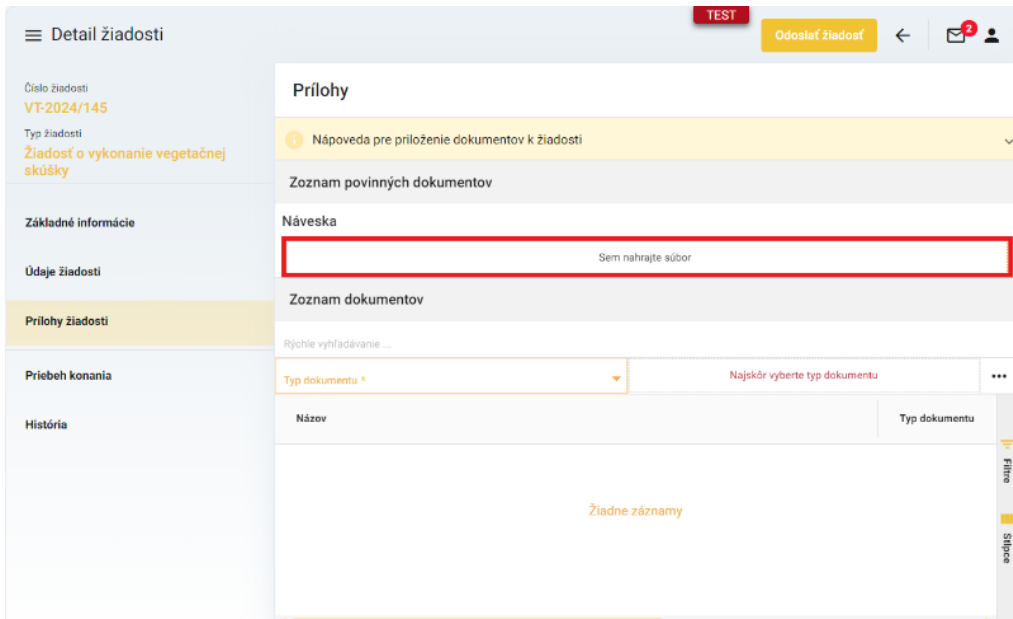 TEST
Detail žiadosti
Odoslať žiadosť
2
Číslo žiadosti
VT-2024/145
Typ žiadosti
Žiadosť o vykonanie vegetačnej
skúšky
Základné informácie
Údaje žiadosti
Prílohy žiadosti
Priebeh konania
História
Prílohy
Nápoveda pre priloženie dokumentov k žiadosti
Zoznam povinných dokumentov
Náveska
Sem nahrajte súbor
Zoznam dokumentov
Rýchle vyhľadávanie ...
Typ dokumentu *
Najskôr vyberte typ dokumentu
Názov
Typ dokumentu
Žiadne záznamy
Filtre
Stĺpce